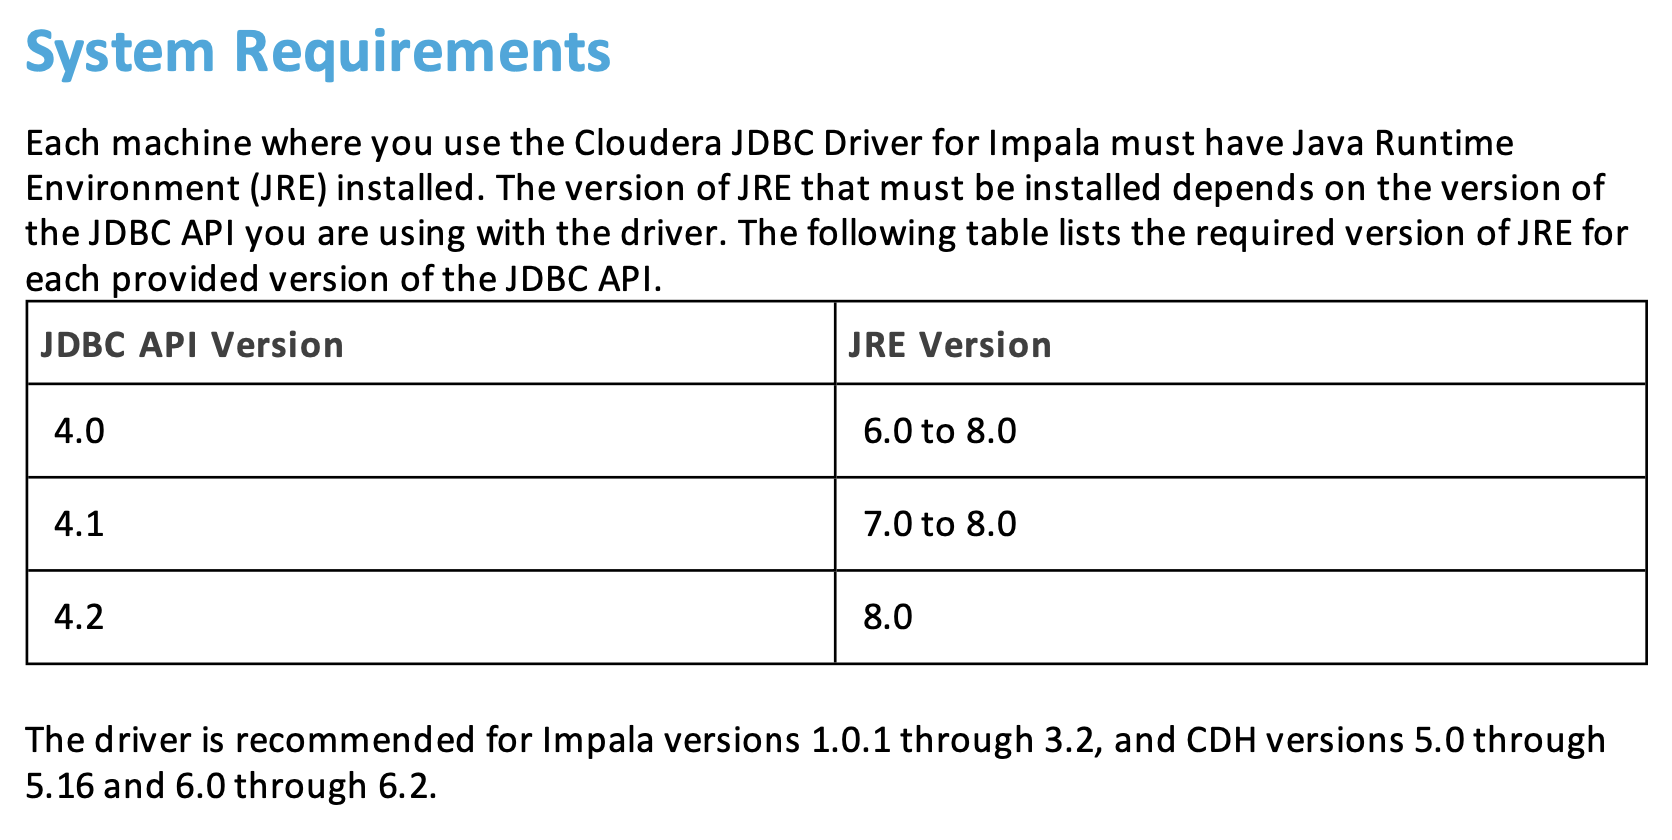 System Requirements
Each machine where you use the Cloudera JDBC Driver for Impala must have Java Runtime
Environment (JRE) installed. The version of JRE that must be installed depends on the version of
the JDBC API you are using with the driver. The following table lists the required version of JRE for
each provided version of the JDBC API.
JDBC API Version JRE Version
4.0 6.0 to 8.0
4.1 7.0 to 8.0
4.2 8.0
The driver is recommended for Impala versions 1.0.1 through 3.2, and CDH versions 5.0 through
5.16 and 6.0 through 6.2.